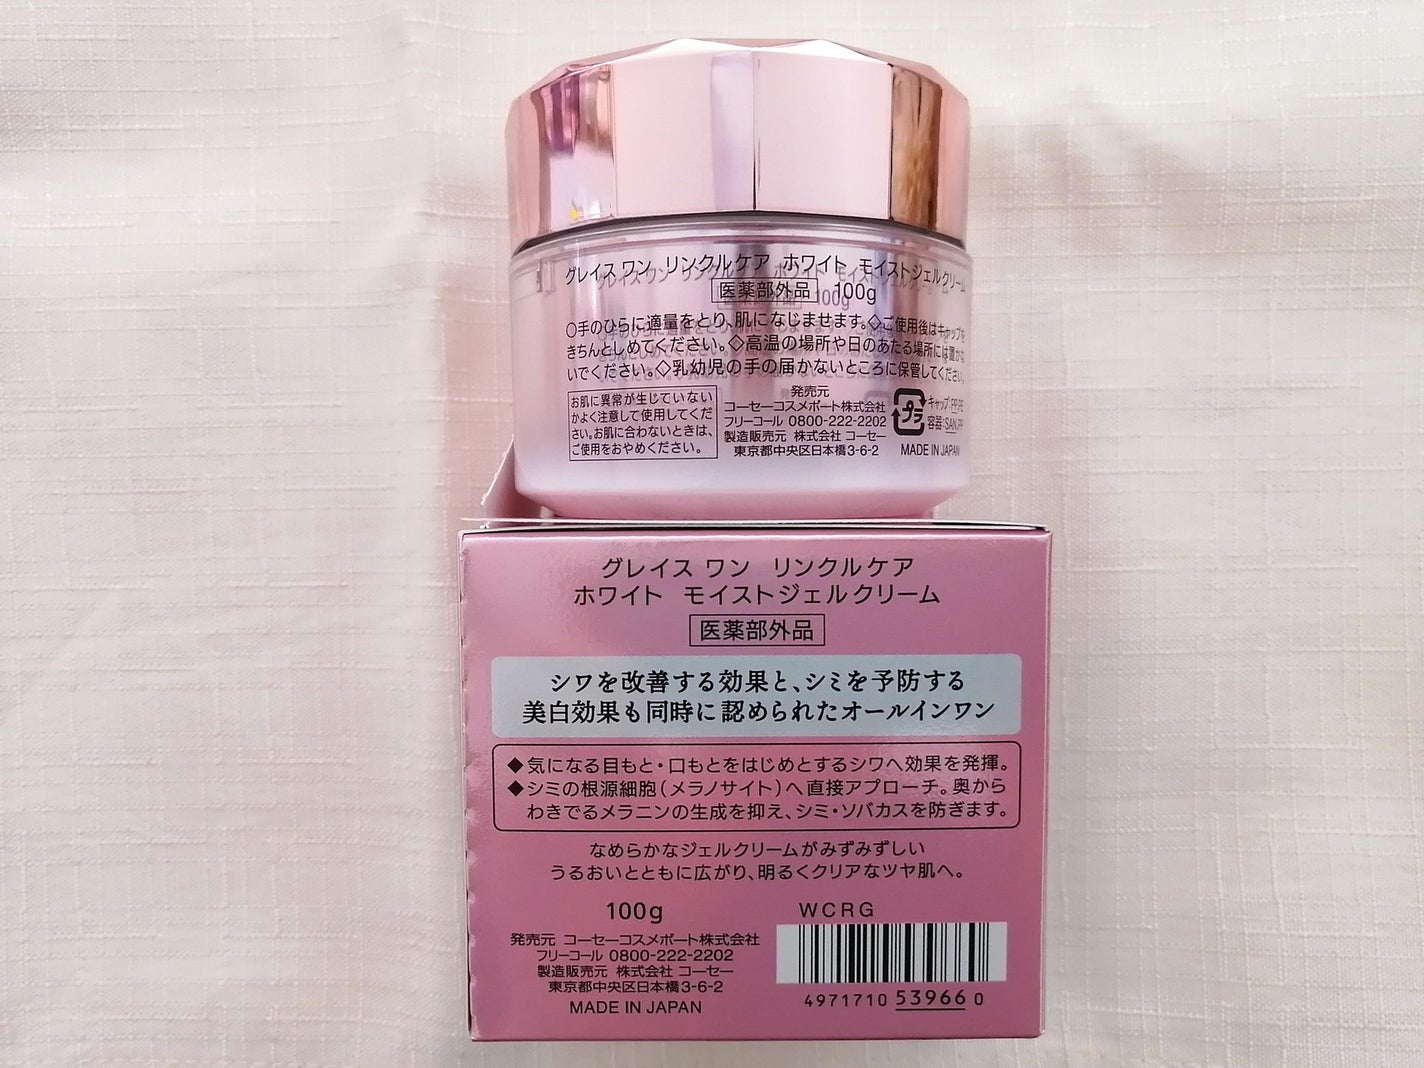 グレイス ワン リンクルケア ホワイト モイストジェルクリーム
医薬部外品 100g
○手のひらに適量をとり、肌になじませます。◇ご使用後はキャップを
きちんとしめてください。◇高温の場所や日のあたる場所には置かな
いでください。◇乳幼児の手の届かないところに保管してください。
お肌に異常が生じていない
かよく注意して使用してくだ
さい。お肌に合わないときは、
ご使用をおやめください。
発売元
コーセーコスメポート株式会社
フリーコール 0800-222-2202
製造販売元 株式会社 コーセー
東京都中央区日本橋3-6-2
プラ
キャップ:PP,PE
容器:SAN,PP
MADE IN JAPAN
グレイス ワン リンクルケア
ホワイト モイストジェルクリーム
医薬部外品
シワを改善する効果と、シミを予防する
美白効果も同時に認められたオールインワン
◆気になる目もと・口もとをはじめとするシワへ効果を発揮。
◆シミの根源細胞(メラノサイト)へ直接アプローチ。奥から
わきでるメラニンの生成を抑え、シミ・ソバカスを防ぎます。
なめらかなジェルクリームがみずみずしい
うるおいとともに広がり、明るくクリアなツヤ肌へ。
100g
発売元 コーセーコスメポート株式会社
フリーコール 0800-222-2202
製造販売元 株式会社 コーセー
東京都中央区日本橋3-6-2
MADE IN JAPAN
WCRG
4971710 539660